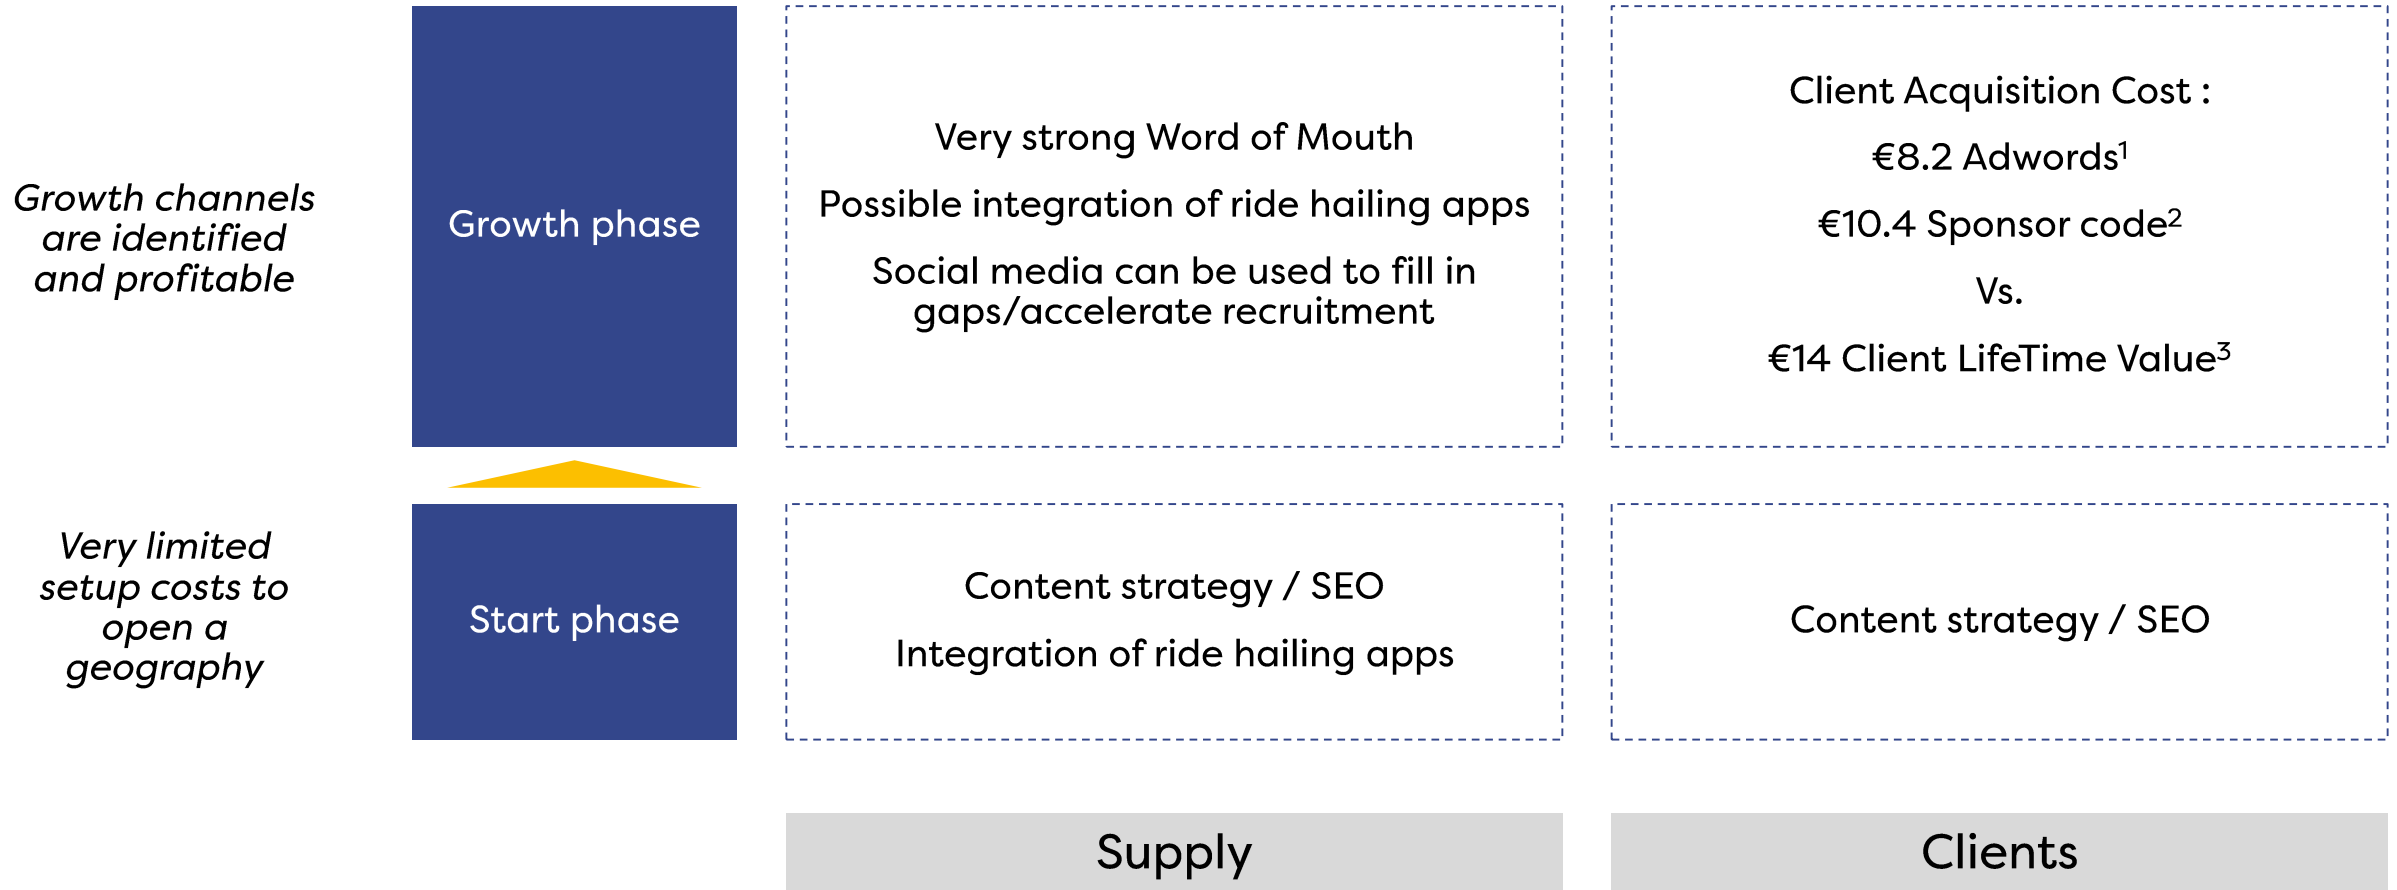 Growth channels
are identified
and profitable
Growth phase
Very strong Word of Mouth
Possible integration of ride hailing apps
Social media can be used to fill in
gaps/accelerate recruitment
Client Acquisition Cost :
€8.2 Adwords¹
€10.4 Sponsor code²
Vs.
€14 Client LifeTime Value³
Very limited
setup costs to
open a
geography
Start phase
Content strategy / SEO
Integration of ride hailing apps
Content strategy / SEO
Supply
Clients